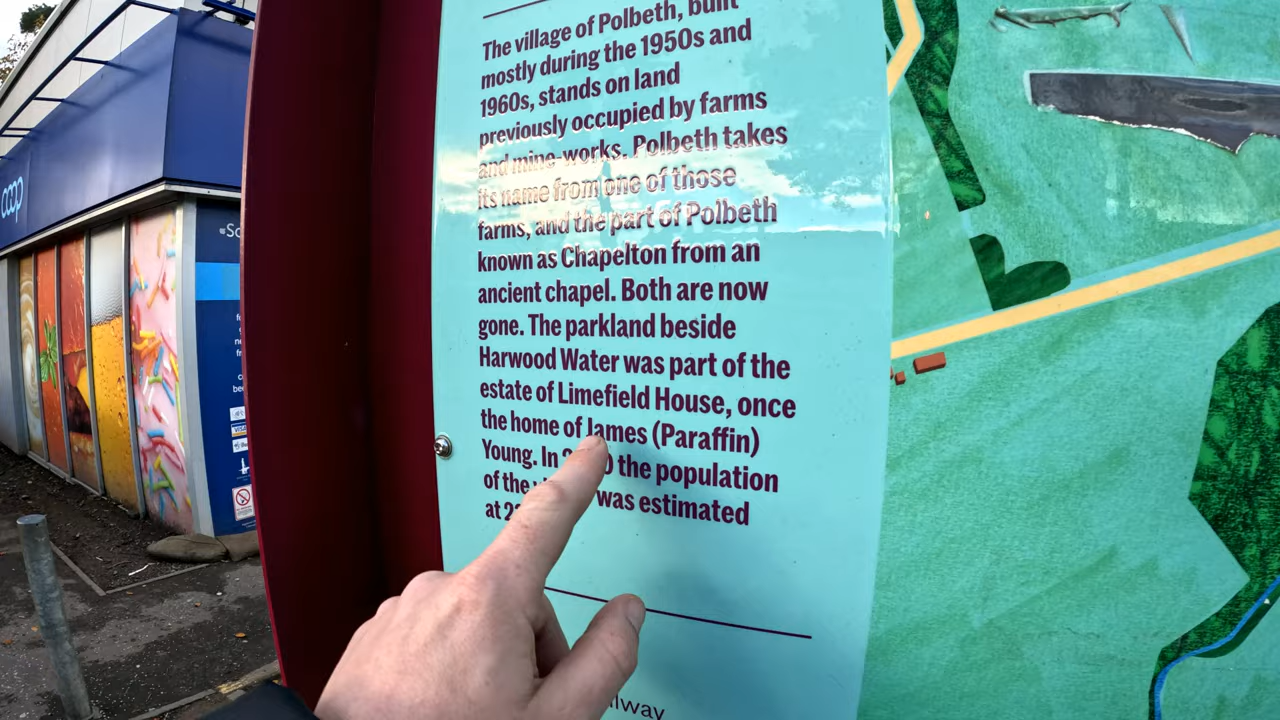 coop
The village of Polbeth, built
mostly during the 1950s and
1960s, stands on land
previously occupied by farms
and mine-works. Polbeth takes
its name from one of those
farms, and the part of Polbeth
known as Chapelton from an
ancient chapel. Both are now
gone. The parkland beside
Harwood Water was part of the
estate of Limefield House, once
the home of James (Paraffin)
Young. In the population
of the was estimated
at